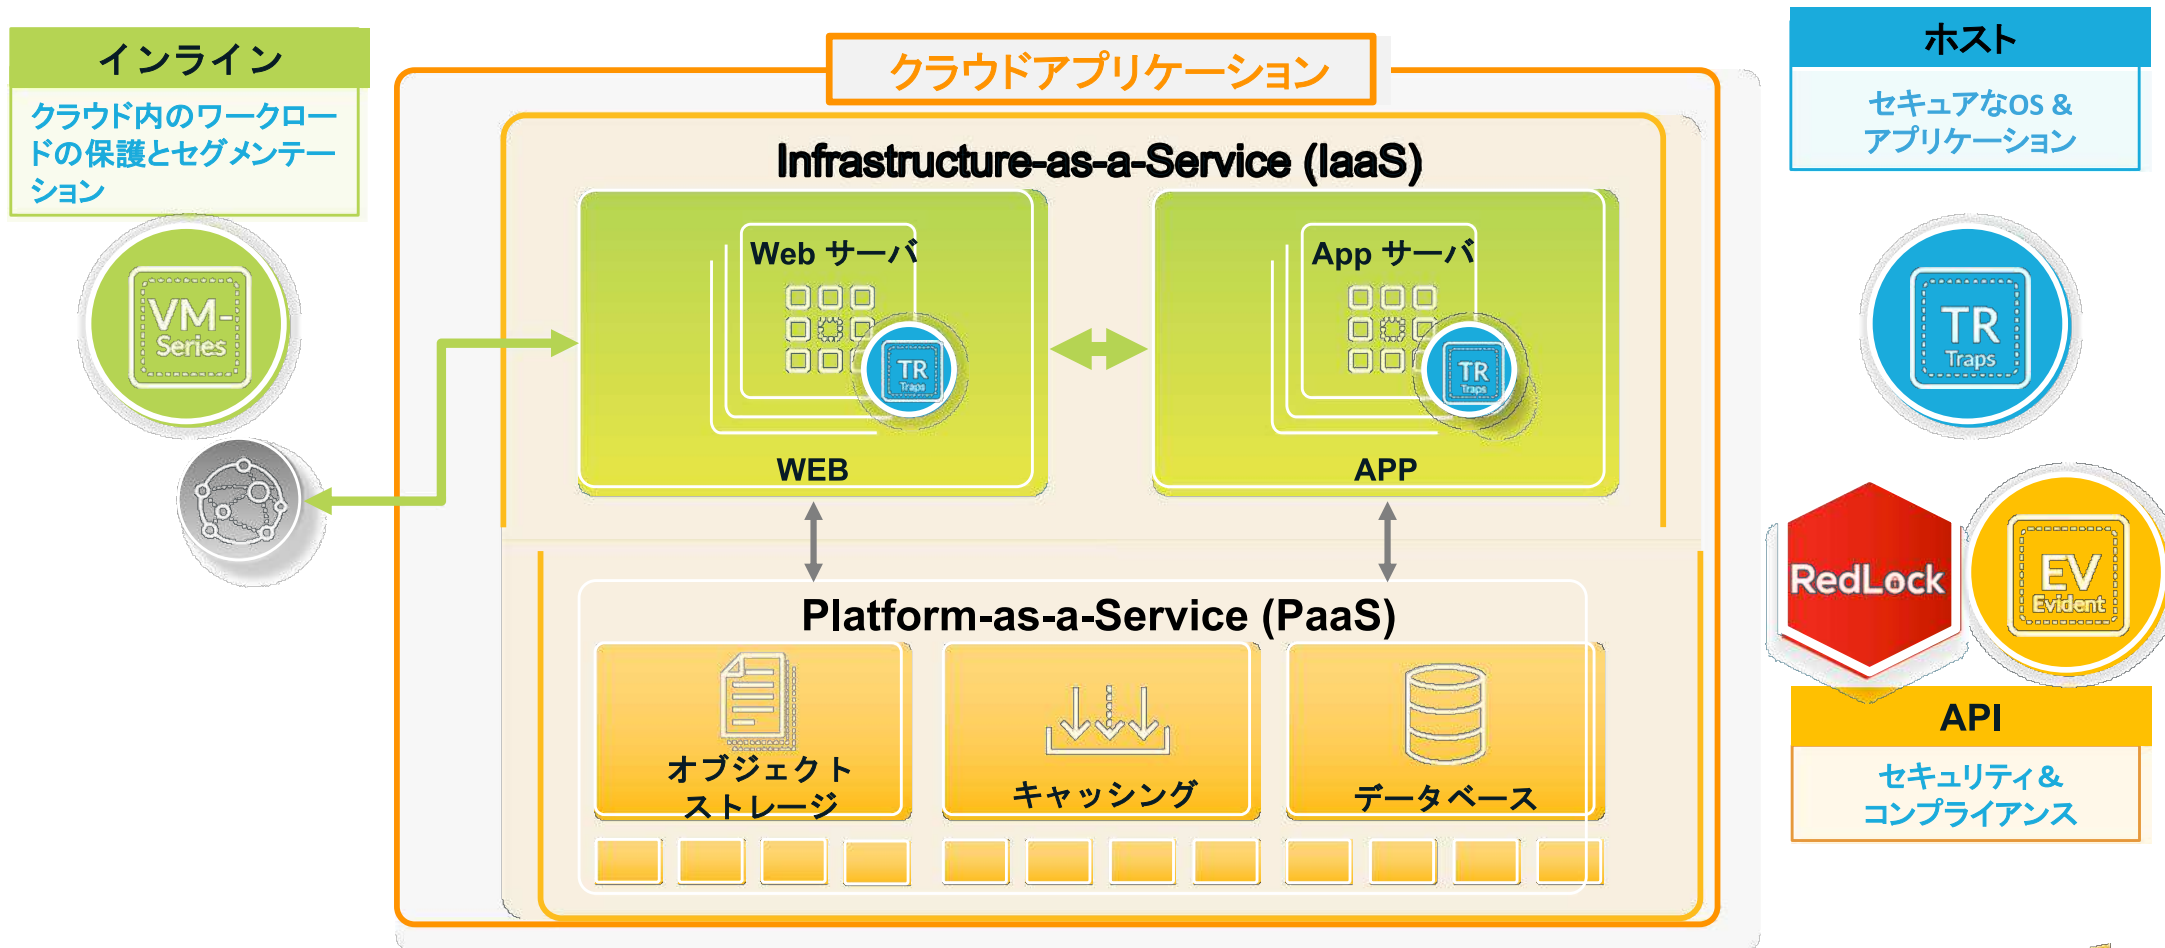 インライン
クラウド内のワークロー
ドの保護とセグメンテー
ション
VM-
Series
クラウドアプリケーション
Infrastructure-as-a-Service (IaaS)
Web サーバ
TR
Traps
WEB
App サーバ
TR
Traps
APP
Platform-as-a-Service (PaaS)
オブジェクト
ストレージ
キャッシング
データベース
ホスト
セキュアなOS &
アプリケーション
TR
Traps
RedLock
EV
Evident
API
セキュリティ&
コンプライアンス